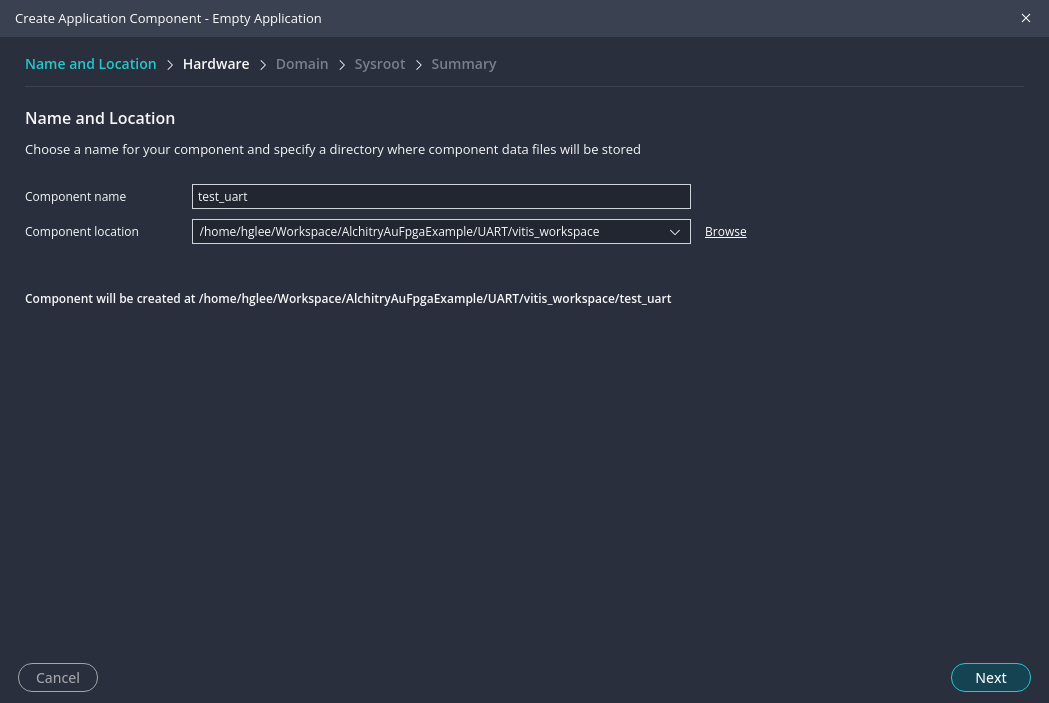 Create Application Component - Empty Application
Name and Location > Hardware > Domain > Sysroot > Summary
Name and Location
Choose a name for your component and specify a directory where component data files will be stored
Component name test_uart
Component location /home/hglee/Workspace/AlchitryAuFpgaExample/UART/vitis_workspace Browse
Component will be created at /home/hglee/Workspace/AlchitryAuFpgaExample/UART/vitis_workspace/test_uart
Cancel Next